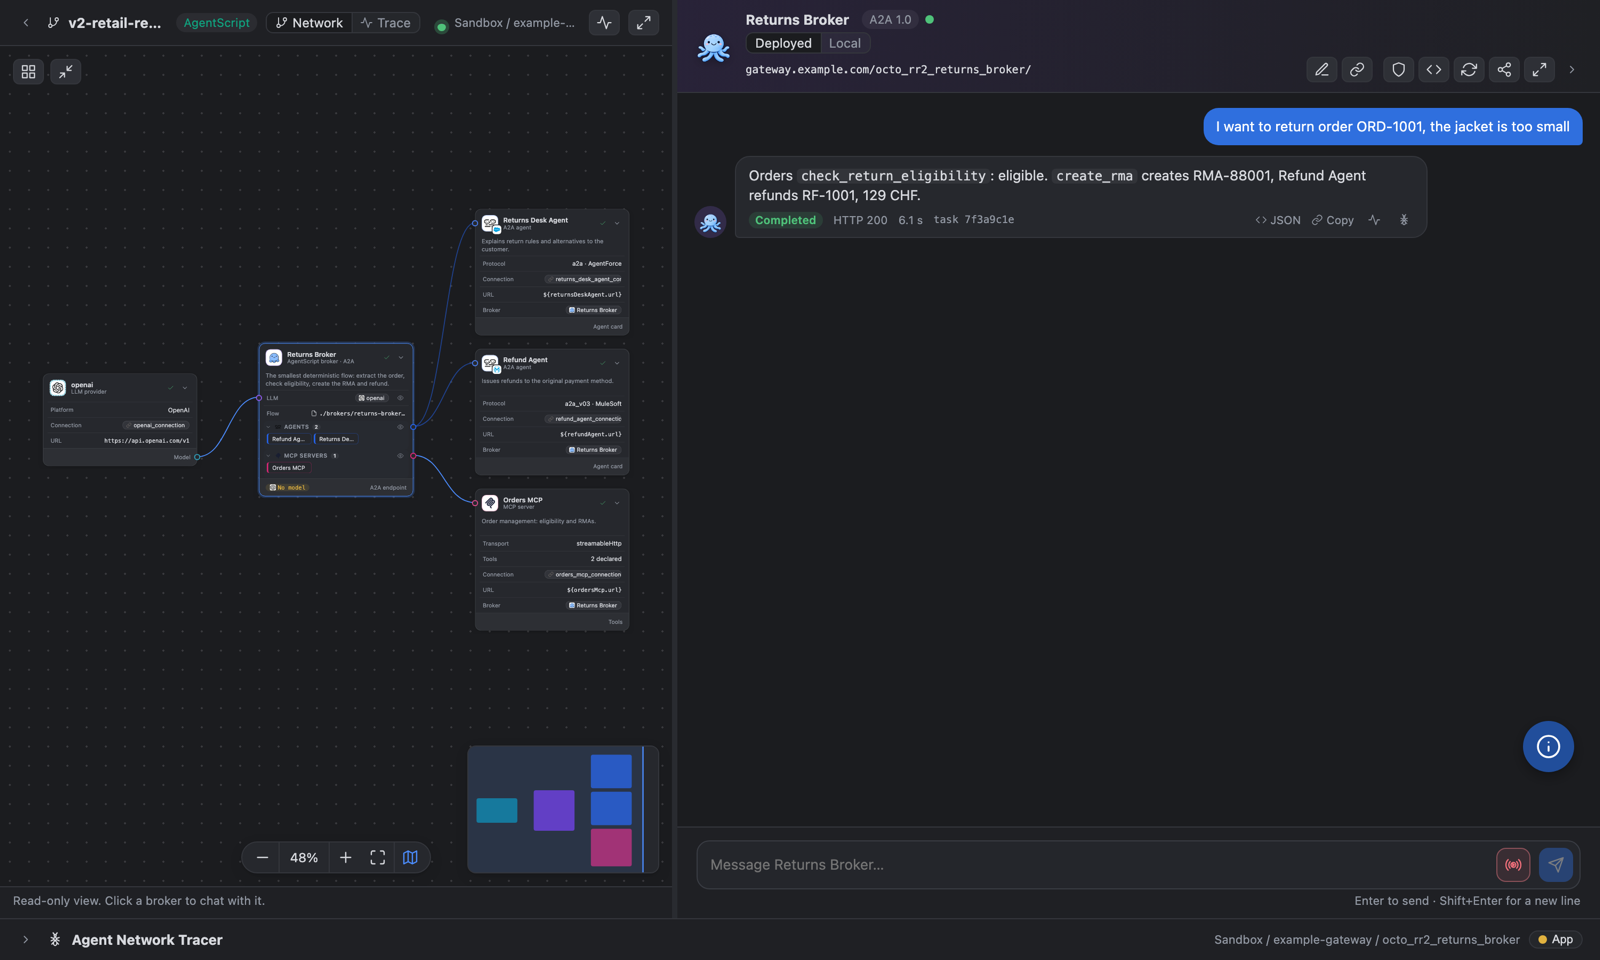 v2-retail-re...
AgentScript
Network
Trace
Sandbox / example-...
Returns Broker
A2A 1.0
Deployed
Local
gateway.example.com/octo_rr2_returns_broker/
I want to return order ORD-1001, the jacket is too small
Orders check_return_eligibility: eligible. create_rma creates RMA-88001, Refund Agent
refunds RF-1001, 129 CHF.
Completed
HTTP 200
6.1 s
task 7f3a9c1e
JSON
Copy
openai
LLM provider
Platform
OpenAI
Connection
openai_connection
URL
https://api.openai.com/v1
Model
Returns Broker
AgentScript broker · A2A
The smallest deterministic flow: extract the order,
check eligibility, create the RMA and refund.
LLM
openai
Flow
./brokers/returns-broker...
AGENTS 2
Refund Ag...
Returns De...
MCP SERVERS 1
Orders MCP
No model
A2A endpoint
Returns Desk Agent
A2A agent
Explains return rules and alternatives to the
customer.
Protocol
a2a · AgentForce
Connection
returns_desk_agent_cor
URL
${returnsDeskAgent.url}
Broker
Returns Broker
Agent card
Refund Agent
A2A agent
Issues refunds to the original payment method.
Protocol
a2a_v03 · MuleSoft
Connection
refund_agent_connectic
URL
${refundAgent.url}
Broker
Returns Broker
Agent card
Orders MCP
MCP server
Order management: eligibility and RMAs.
Transport
streamableHttp
Tools
2 declared
Connection
orders_mcp_connection
URL
${ordersMcp.url}
Broker
Returns Broker
Tools
48%
Read-only view. Click a broker to chat with it.
Message Returns Broker...
Enter to send · Shift+Enter for a new line
Agent Network Tracer
Sandbox / example-gateway / octo_rr2_returns_broker
App